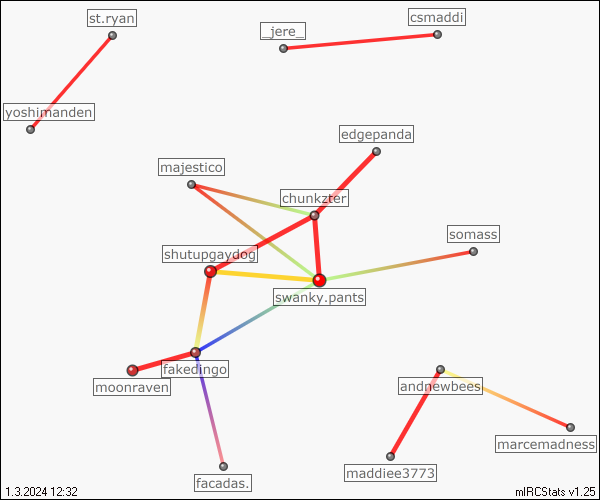 st.ryan
csmaddi
_jere_
yoshimanden
edgepanda
majestico
chunkzter
somass
shutupgaydog
swanky.pants
fakedingo
moonraven
andnewbees
marcemadness
maddiee3773
facadas.
1.3.2024 12:32
mIRCStats v1.25